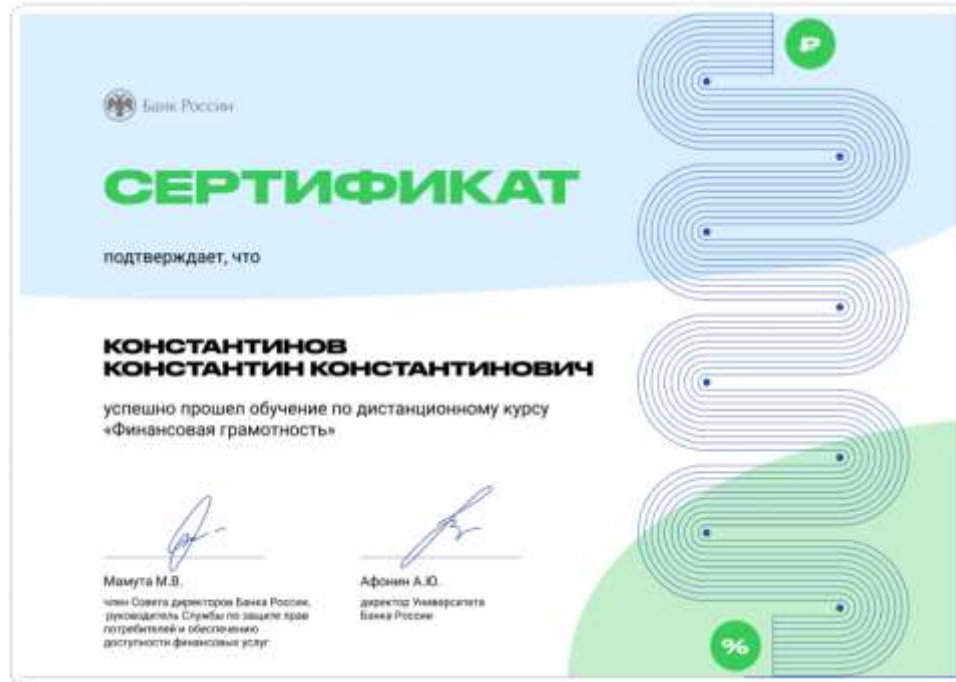 ₽
Банк России
СЕРТИФИКАТ
подтверждает, что
КОНСТАНТИНОВ
КОНСТАНТИН КОНСТАНТИНОВИЧ
успешно прошел обучение по дистанционному курсу
«Финансовая грамотность»
Мамута М.В.
член Совета директоров Банка России,
руководитель Службы по защите прав
потребителей и обеспечению
доступности финансовых услуг
Афонин А.Ю.
директор Университета
Банка России
%